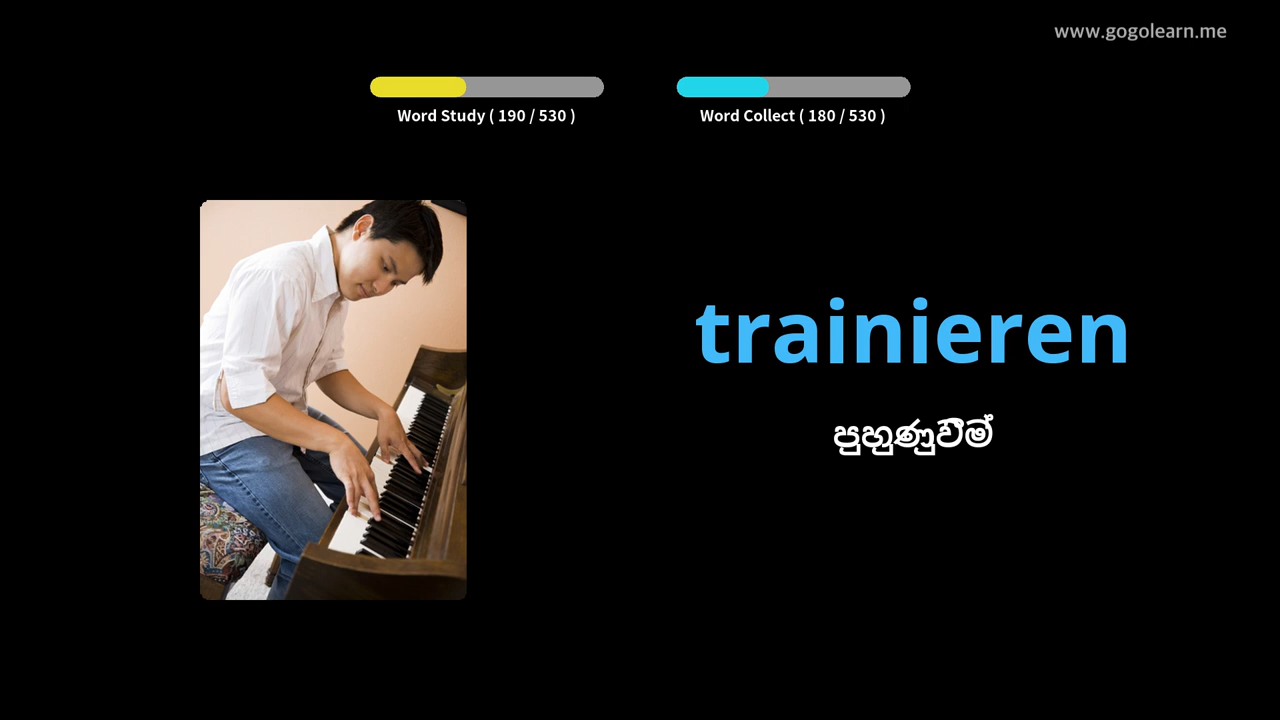 www.gogolearn.me
Word Study ( 190 / 530 )
Word Collect ( 180 / 530 )
trainieren
පුහුණුවීම්